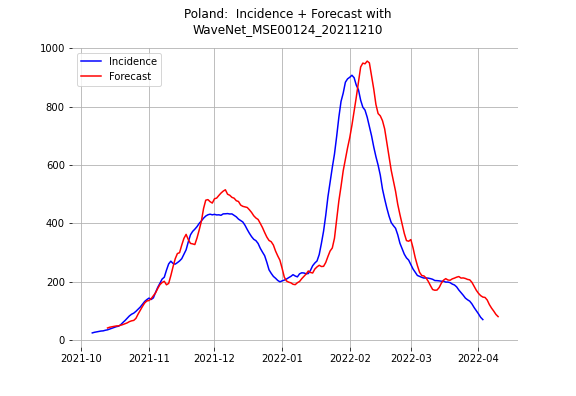 Poland:  Incidence + Forecast with
WaveNet_MSE00124_20211210
1000
800
600
400
200
0
Incidence
Forecast
2021-10 2021-11 2021-12 2022-01 2022-02 2022-03 2022-04